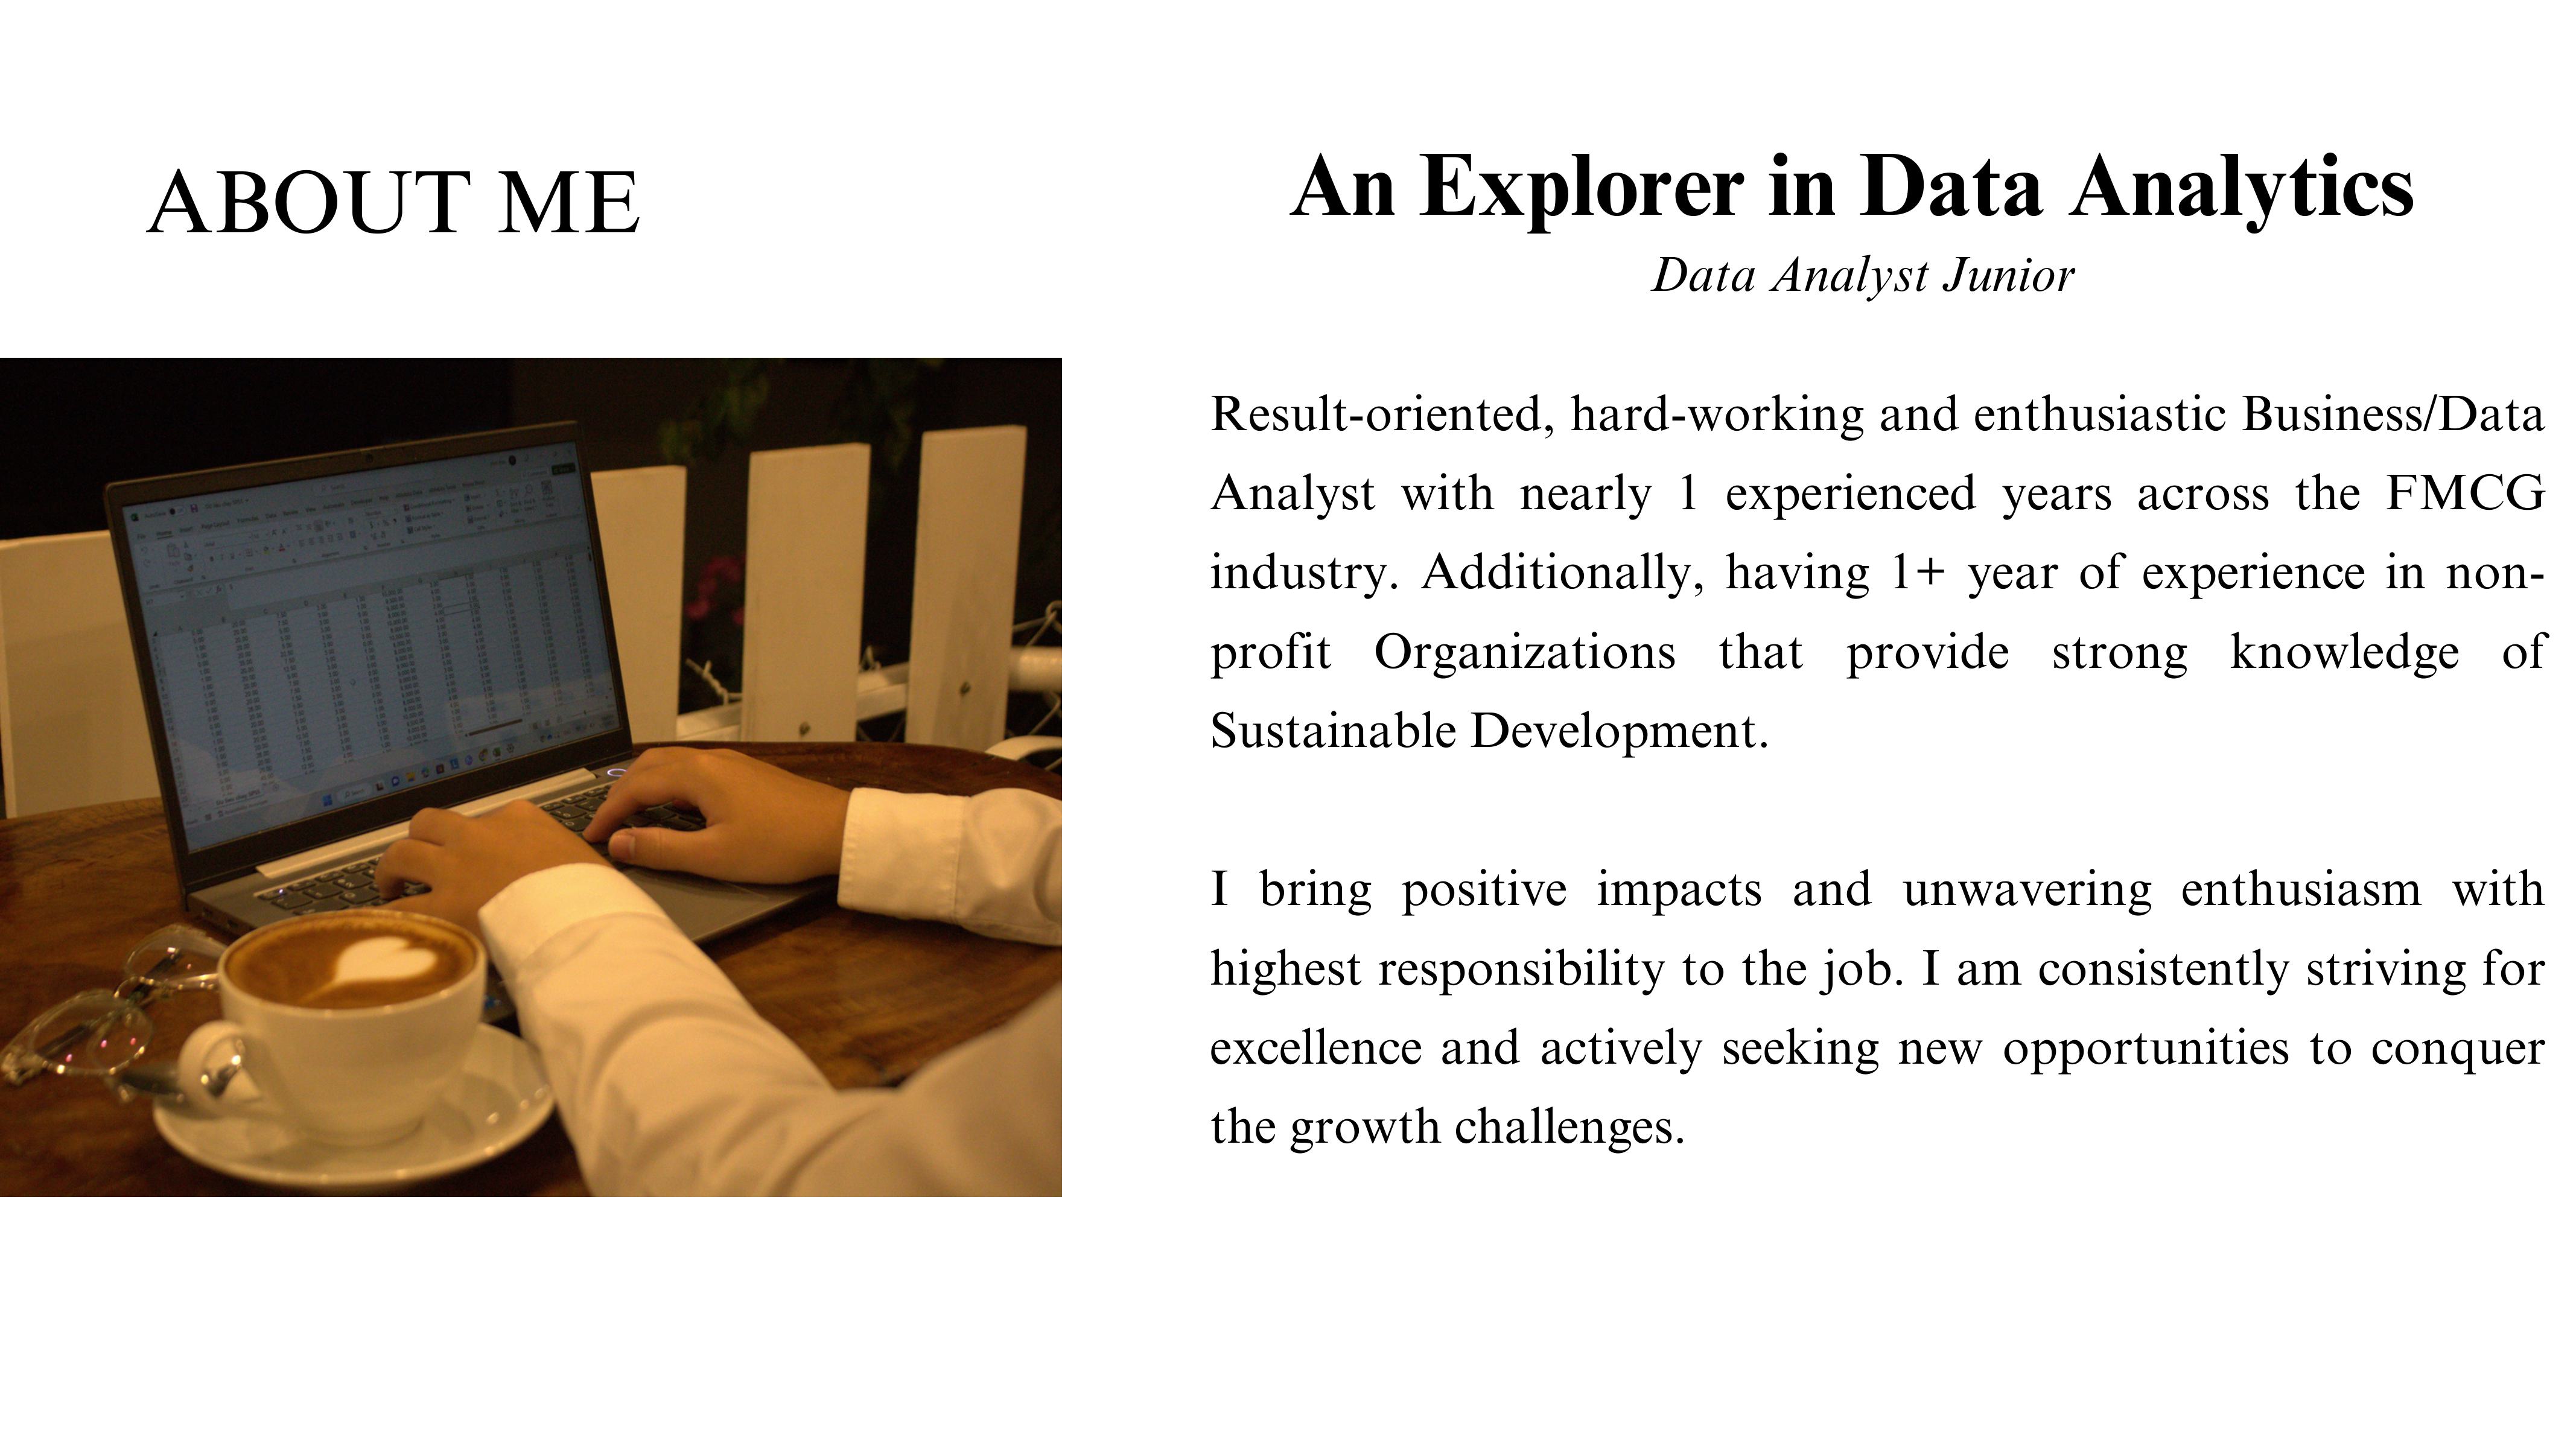 ABOUT ME
An Explorer in Data Analytics
Data Analyst Junior
Result-oriented, hard-working and enthusiastic Business/Data
Analyst with nearly 1 experienced years across the FMCG
industry. Additionally, having 1+ year of experience in non-
profit Organizations that provide strong knowledge of
Sustainable Development.
I bring positive impacts and unwavering enthusiasm with
highest responsibility to the job. I am consistently striving for
excellence and actively seeking new opportunities to conquer
the growth challenges.